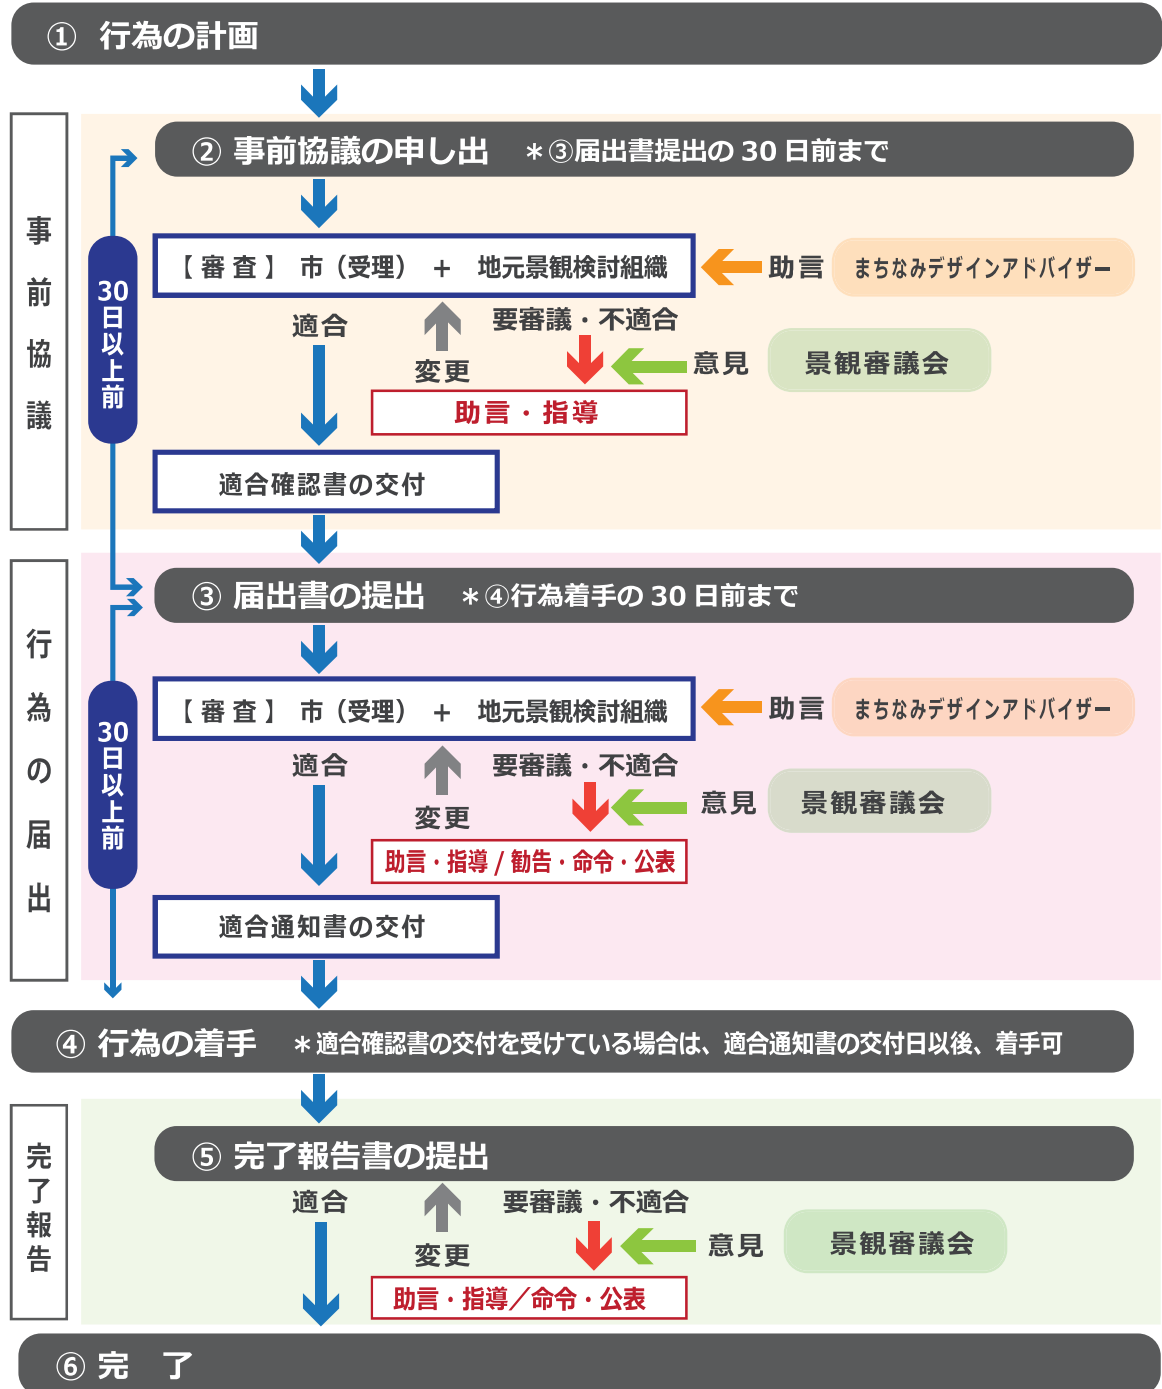 ① 行為の計画
事前協議
② 事前協議の申し出 ＊③届出書提出の 30 日前まで
30日以上前
【 審 査 】 市（受理） ＋ 地元景観検討組織
助言 まちなみデザインアドバイザー
適合
変更
要審議・不適合
意見 景観審議会
助言・指導
適合確認書の交付
行為の届出
③ 届出書の提出 ＊④行為着手の 30 日前まで
30日以上前
【 審 査 】 市（受理） ＋ 地元景観検討組織
助言 まちなみデザインアドバイザー
適合
変更
要審議・不適合
意見 景観審議会
助言・指導 / 勧告・命令・公表
適合通知書の交付
④ 行為の着手 ＊適合確認書の交付を受けている場合は、適合通知書の交付日以後、着手可
完了報告
⑤ 完了報告書の提出
適合
変更
要審議・不適合
意見 景観審議会
助言・指導／命令・公表
⑥ 完 了